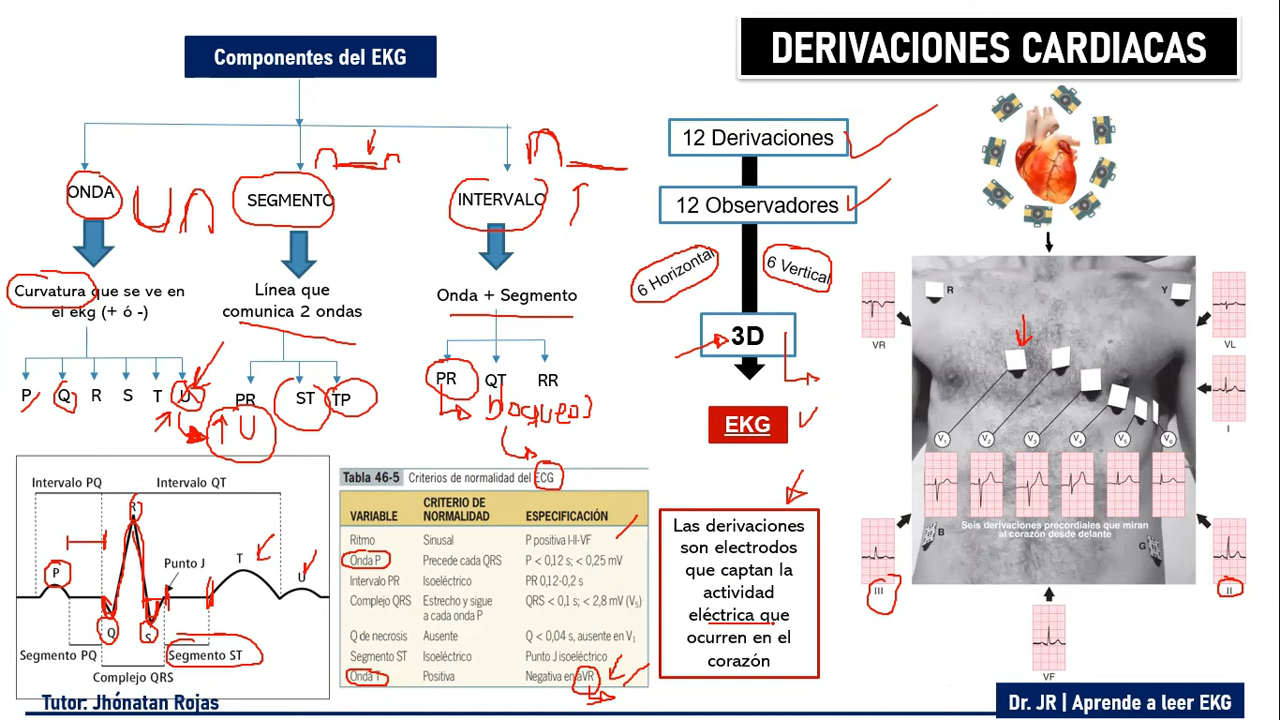 Componentes del EKG
DERIVACIONES CARDIACAS
ONDA
SEGMENTO
INTERVALO
Curvatura que se ve en
el ekg (+ ó -)
Línea que
comunica 2 ondas
Onda + Segmento
P Q R S T U
PR ST TP
PR QT RR
U
bloqueos
12 Derivaciones
12 Observadores
6 Horizontal
6 Vertical
3D
EKG
Las derivaciones
son electrodos
que captan la
actividad
eléctrica que
ocurren en el
corazón
Intervalo PQ
Intervalo QT
R
P
Punto J
T
U
Q
S
Segmento PQ
Segmento ST
Complejo QRS
Tabla 46-5 Criterios de normalidad del ECG
VARIABLE
CRITERIO DE
NORMALIDAD
ESPECIFICACIÓN
Ritmo Sinusal P positiva I-II-VF
Onda P Precede cada QRS P < 0,12 s; < 0,25 mV
Intervalo PR Isoeléctrico PR 0,12-0,2 s
Complejo QRS Estrecho y sigue QRS < 0,1 s; < 2,8 mV (V5)
a cada onda P
Q de necrosis Ausente Q < 0,04 s, ausente en V1
Segmento ST Isoeléctrico Punto J isoeléctrico
Onda T Positiva Negativa en aVR
R
Y
VR
VL
I
V1 V2 V3 V4 V5 V6
Seis derivaciones precordiales que miran
al corazón desde delante
B
G
III
II
VF
Tutor: Jhónatan Rojas
Dr. JR | Aprende a leer EKG